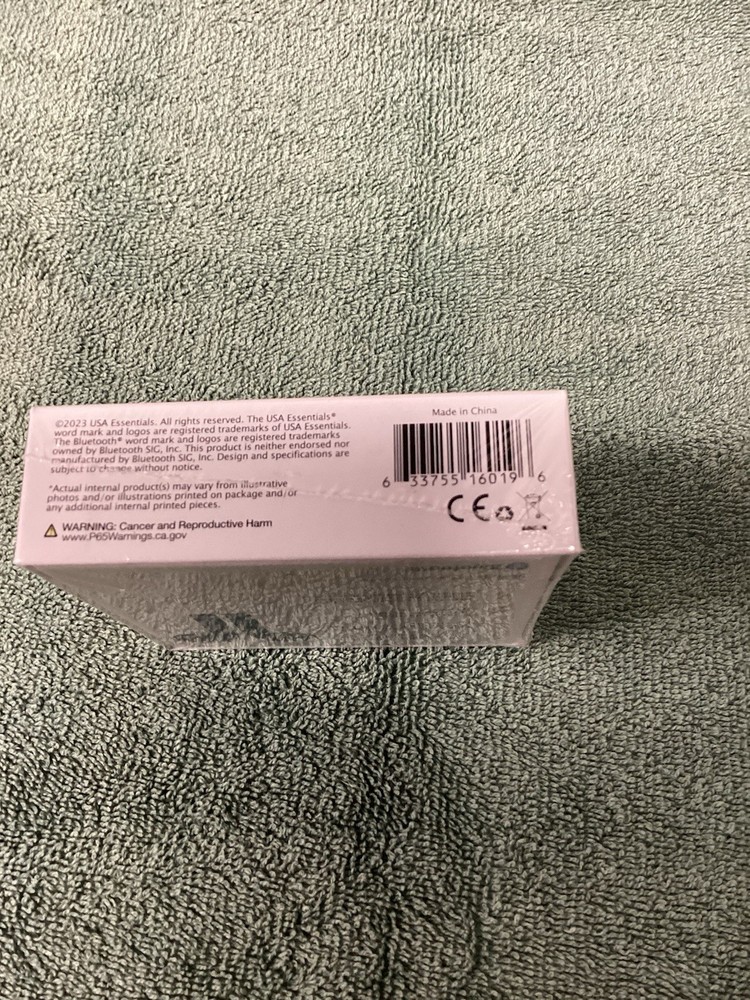 ©2023 USA Essentials. All rights reserved. The USA Essentials®
word mark and logos are registered trademarks of USA Essentials.
The Bluetooth® word mark and logos are registered trademarks
owned by Bluetooth SIG, Inc. This product is neither endorsed nor
manufactured by Bluetooth SIG, Inc. Design and specifications are
subject to change without notice.
*Actual internal product(s) may vary from illustrative
photos and/or illustrations printed on package and/or
any additional internal printed pieces.
WARNING: Cancer and Reproductive Harm
www.P65Warnings.ca.gov
Made in China
6 33755 16019 6
CE